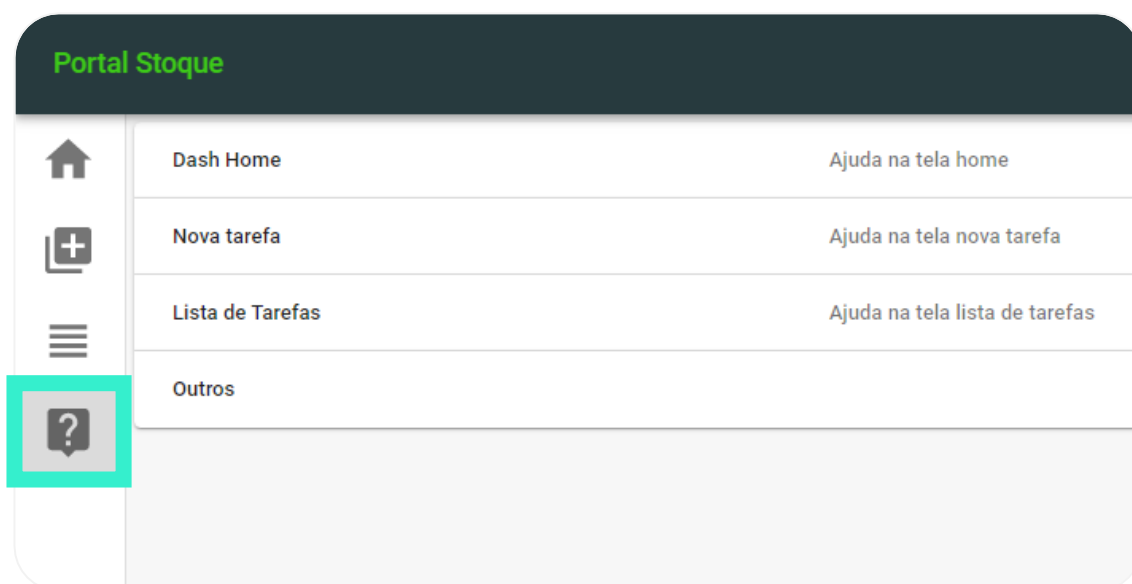 Portal Stoque
Dash Home Ajuda na tela home
Nova tarefa Ajuda na tela nova tarefa
Lista de Tarefas Ajuda na tela lista de tarefas
Outros